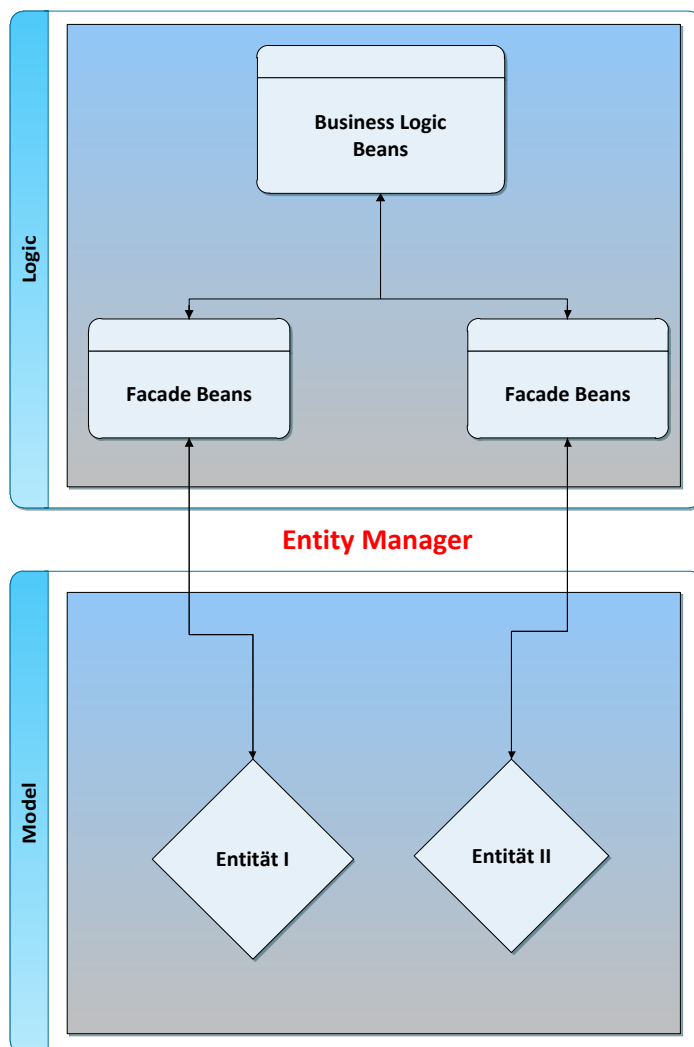 Logic
Business Logic
Beans
Facade Beans
Facade Beans
Entity Manager
Model
Entität I
Entität II